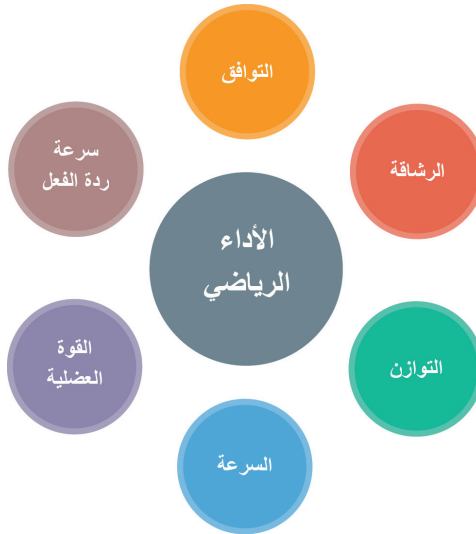 التوافق
الرشاقة
سرعة
ردة الفعل
الأداء
الرياضي
القوة
العضلية
التوازن
السرعة